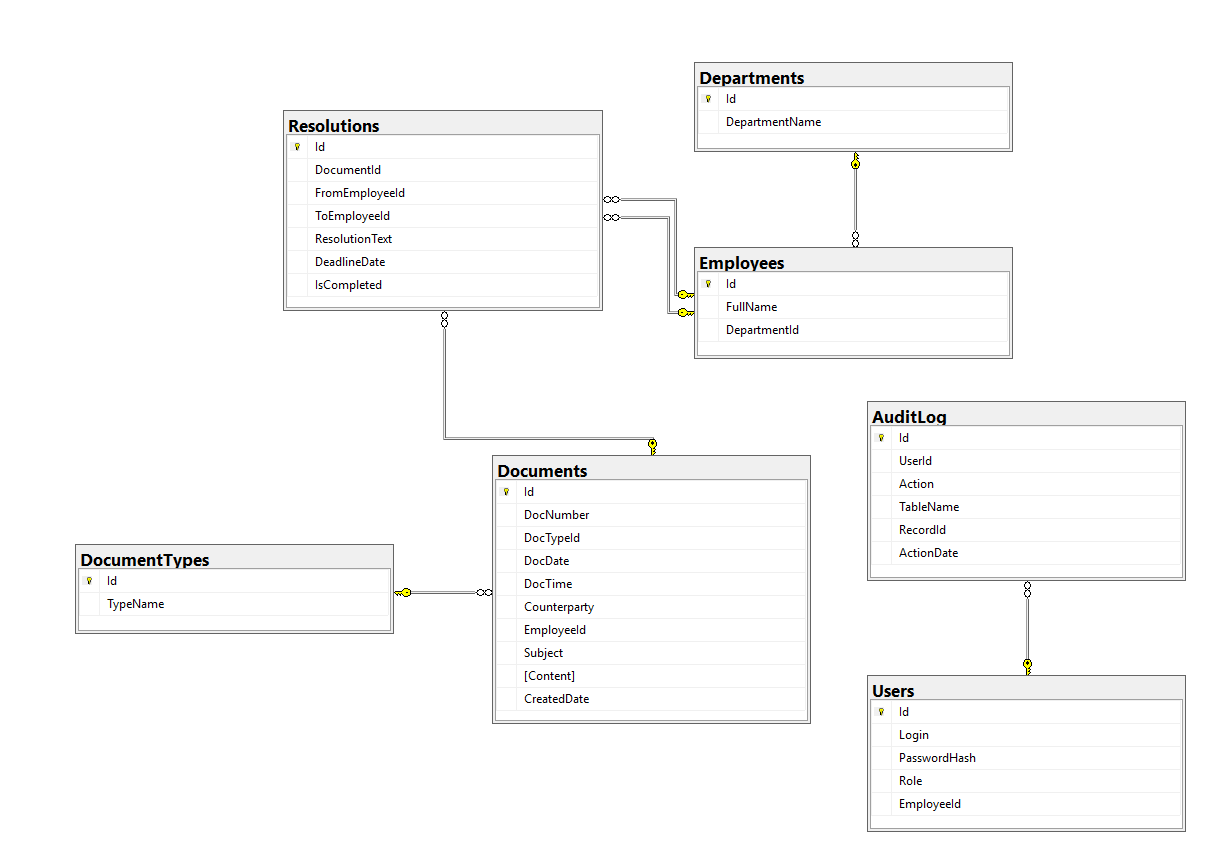 Departments
Id
DepartmentName
Resolutions
Id
DocumentId
FromEmployeeId
ToEmployeeId
ResolutionText
DeadlineDate
IsCompleted
Employees
Id
FullName
DepartmentId
AuditLog
Id
UserId
Action
TableName
RecordId
ActionDate
Documents
Id
DocNumber
DocTypeId
DocDate
DocTime
Counterparty
EmployeeId
Subject
[Content]
CreatedDate
DocumentTypes
Id
TypeName
Users
Id
Login
PasswordHash
Role
EmployeeId